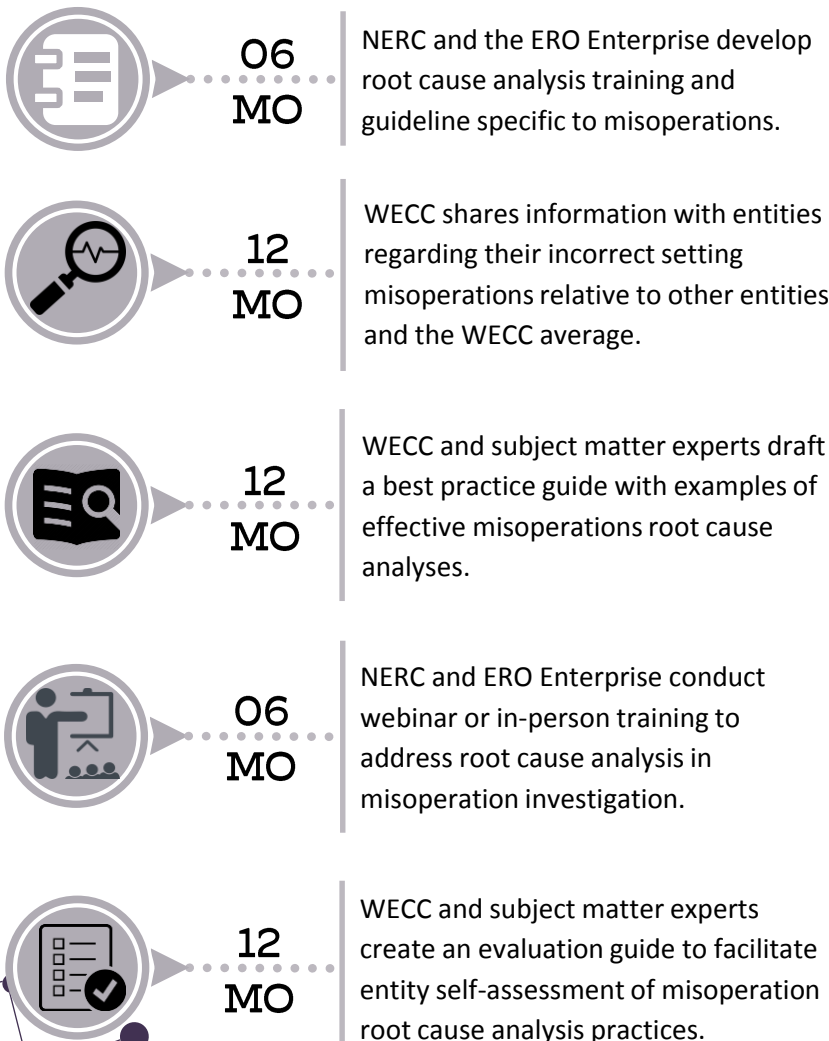 06
MO
NERC and the ERO Enterprise develop
root cause analysis training and
guideline specific to misoperations.
12
MO
WECC shares information with entities
regarding their incorrect setting
misoperations relative to other entities
and the WECC average.
12
MO
WECC and subject matter experts draft
a best practice guide with examples of
effective misoperations root cause
analyses.
06
MO
NERC and ERO Enterprise conduct
webinar or in-person training to
address root cause analysis in
misoperation investigation.
12
MO
WECC and subject matter experts
create an evaluation guide to facilitate
entity self-assessment of misoperation
root cause analysis practices.